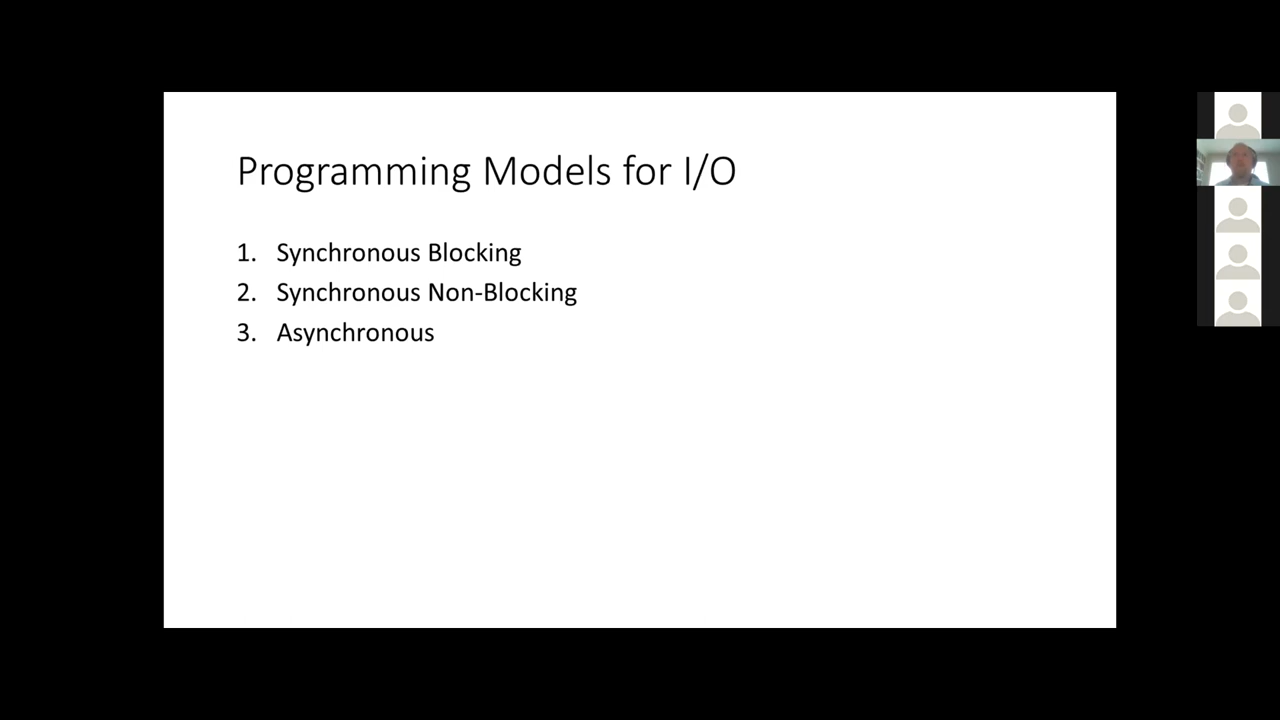 Programming Models for I/O
1. Synchronous Blocking
2. Synchronous Non-Blocking
3. Asynchronous